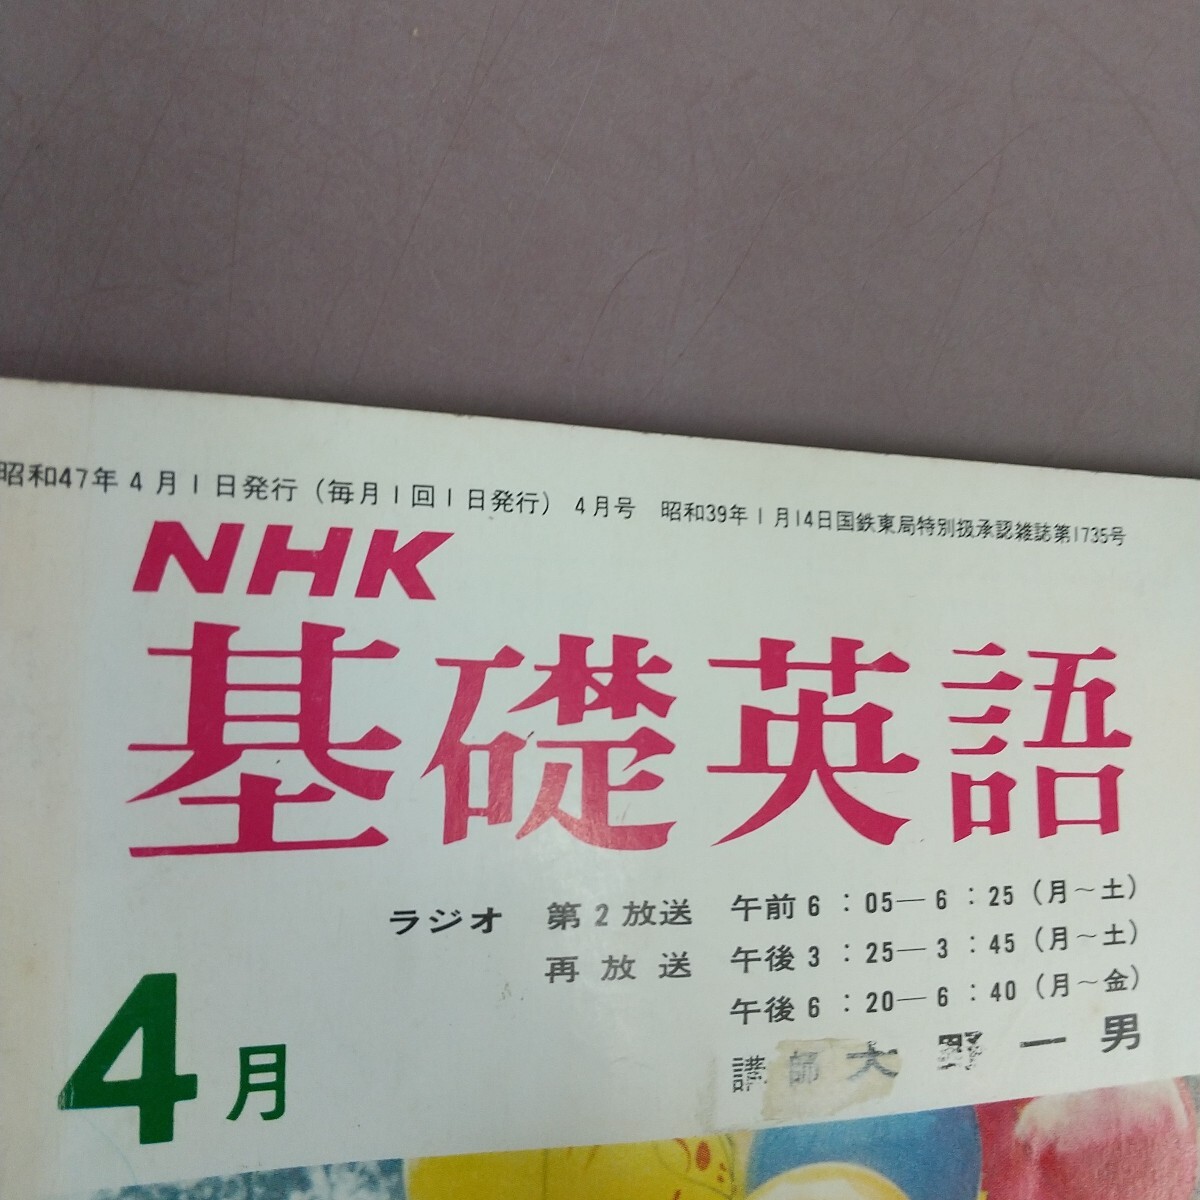 昭和47年4月1日発行（毎月1回1日発行）4月号 昭和39年1月14日国鉄東局特別扱承認雑誌第1735号
NHK
基礎英語
ラジオ 第2放送 午前6：05—6：25（月～土）
再放送 午後3：25—3：45（月～土）
午後6：20—6：40（月～金）
講師 大野一男
4月